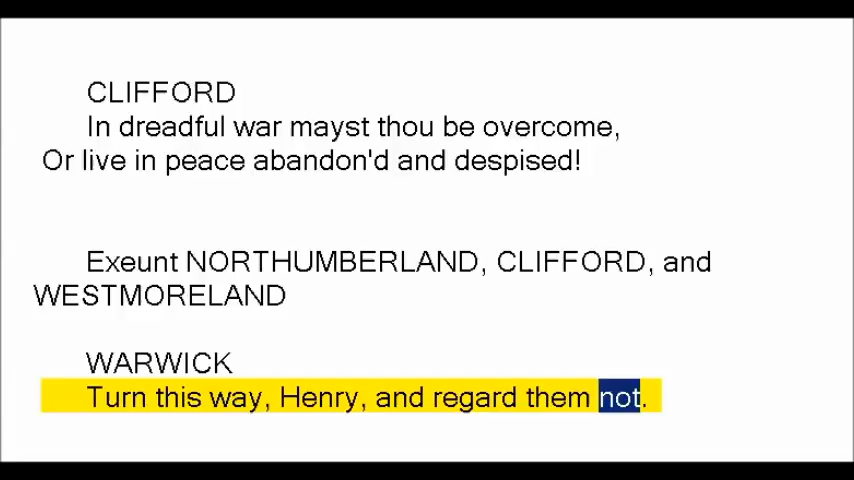 CLIFFORD
In dreadful war mayst thou be overcome,
Or live in peace abandon'd and despised!
Exeunt NORTHUMBERLAND, CLIFFORD, and
WESTMORELAND
WARWICK
Turn this way, Henry, and regard them not.